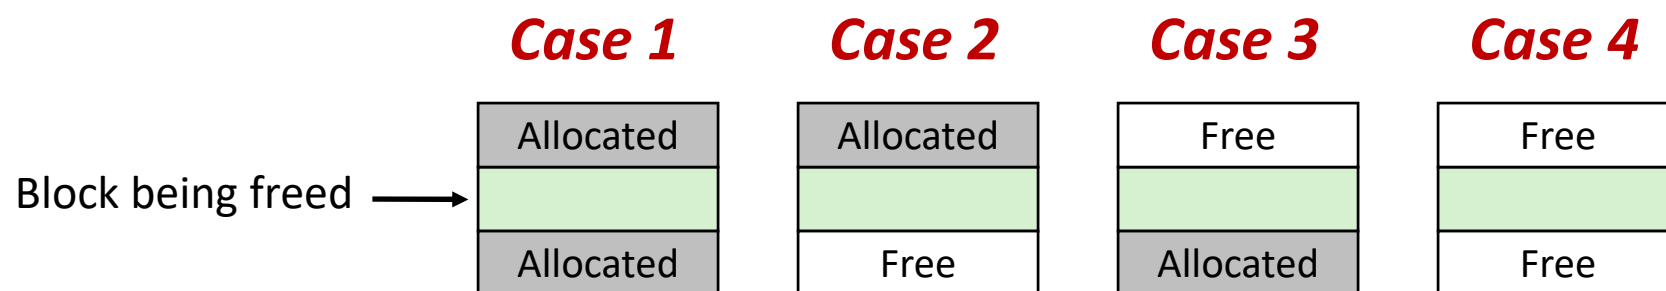 Case 1 Case 2 Case 3 Case 4
Allocated Allocated Free Free
Block being freed
Allocated Free Allocated Free